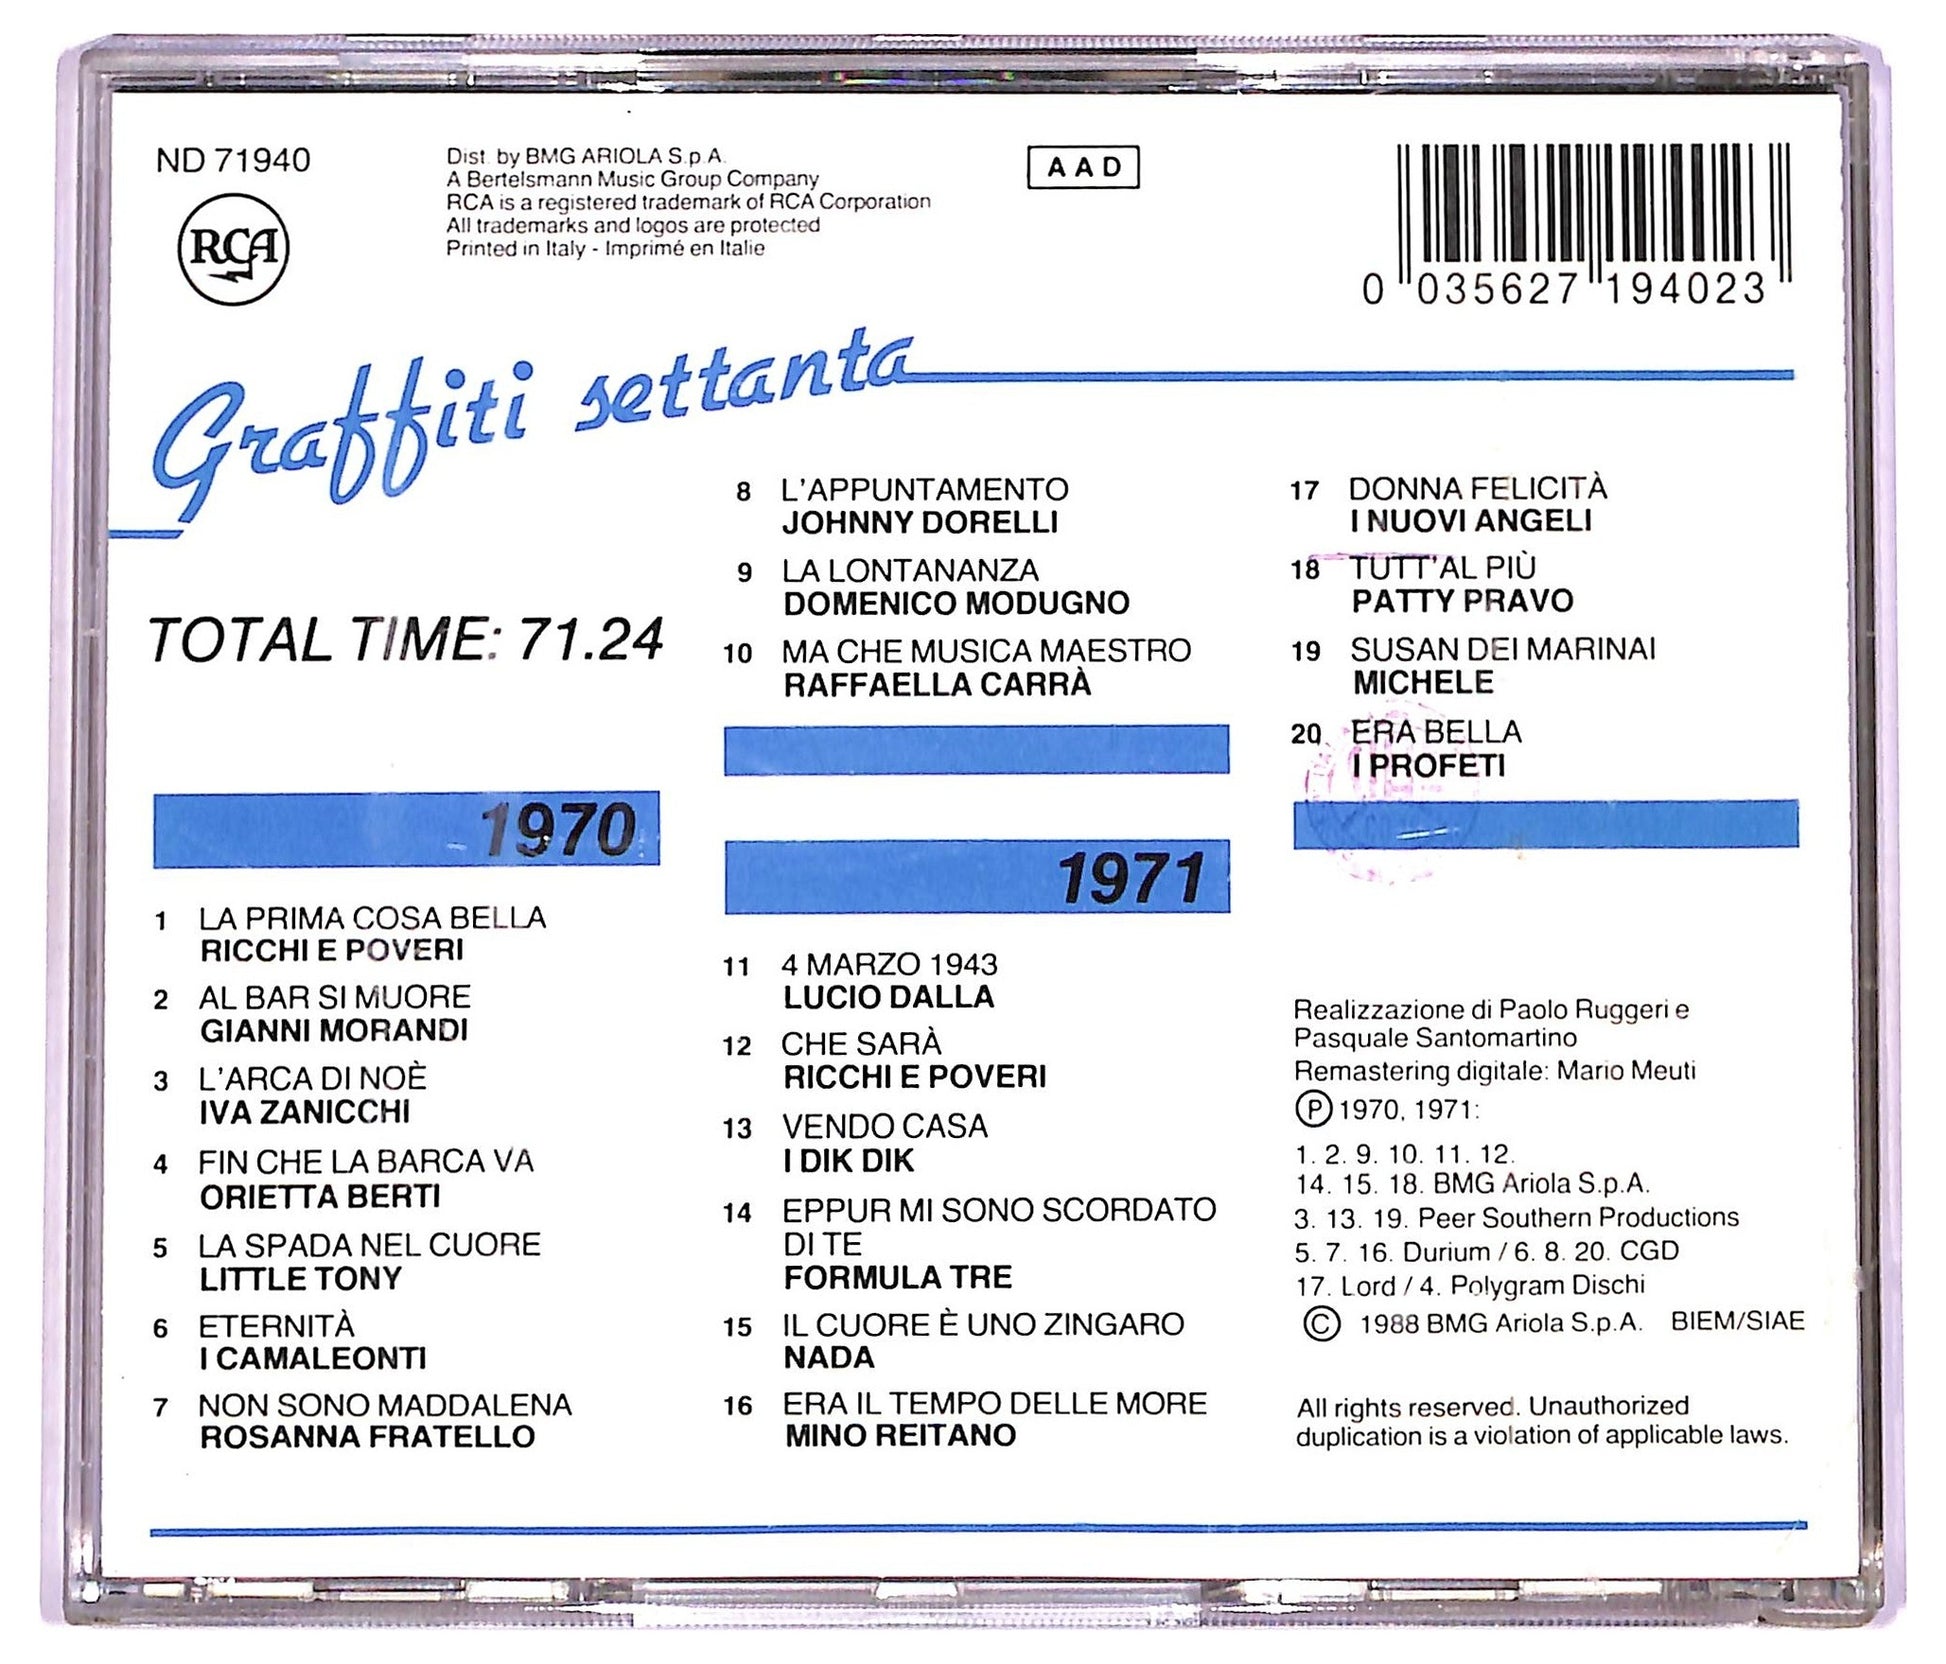 ND 71940
RCA
Dist. by BMG ARIOLA S.p.A.
A Bertelsmann Music Group Company
RCA is a registered trademark of RCA Corporation
All trademarks and logos are protected
Printed in Italy - Imprimé en Italie
AAD
0 035627 194023
Graffiti settanta
TOTAL TIME: 71.24
1970
1 LA PRIMA COSA BELLA
RICCHI E POVERI
2 AL BAR SI MUORE
GIANNI MORANDI
3 L'ARCA DI NOÈ
IVA ZANICCHI
4 FIN CHE LA BARCA VA
ORIETTA BERTI
5 LA SPADA NEL CUORE
LITTLE TONY
6 ETERNITÀ
I CAMALEONTI
7 NON SONO MADDALENA
ROSANNA FRATELLO
8 L'APPUNTAMENTO
JOHNNY DORELLI
9 LA LONTANANZA
DOMENICO MODUGNO
10 MA CHE MUSICA MAESTRO
RAFFAELLA CARRÀ
1971
11 4 MARZO 1943
LUCIO DALLA
12 CHE SARÀ
RICCHI E POVERI
13 VENDO CASA
I DIK DIK
14 EPPUR MI SONO SCORDATO
DI TE
FORMULA TRE
15 IL CUORE È UNO ZINGARO
NADA
16 ERA IL TEMPO DELLE MORE
MINO REITANO
17 DONNA FELICITÀ
I NUOVI ANGELI
18 TUTT'AL PIÙ
PATTY PRAVO
19 SUSAN DEI MARINAI
MICHELE
20 ERA BELLA
I PROFETI
Realizzazione di Paolo Ruggeri e
Pasquale Santomartino
Remastering digitale: Mario Meuti
Ⓟ 1970, 1971:
1. 2. 9. 10. 11. 12.
14. 15. 18. BMG Ariola S.p.A.
3. 13. 19. Peer Southern Productions
5. 7. 16. Durium / 6. 8. 20. CGD
17. Lord / 4. Polygram Dischi
© 1988 BMG Ariola S.p.A. BIEM/SIAE
All rights reserved. Unauthorized
duplication is a violation of applicable laws.